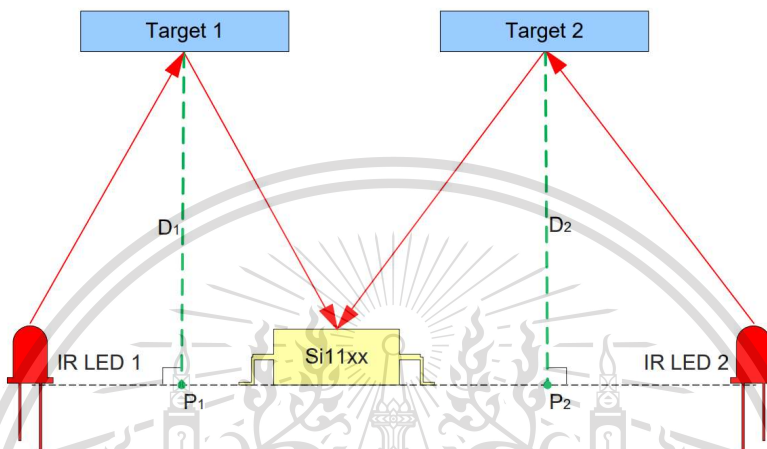 Target 1
Target 2
D1
D2
IR LED 1
Si11xx
IR LED 2
P1
P2